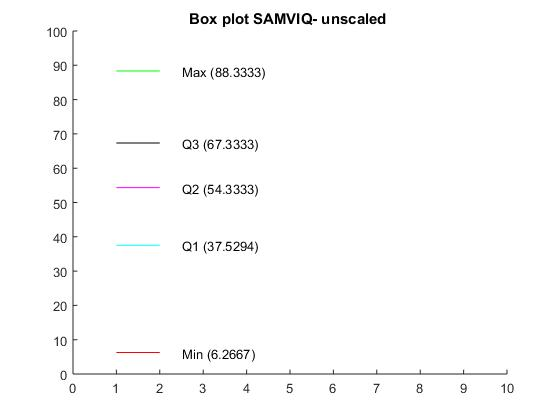 Box plot SAMVIQ- unscaled
100
90
Max (88.3333)
80
70
Q3 (67.3333)
60
Q2 (54.3333)
50
40
Q1 (37.5294)
30
20
10
Min (6.2667)
0
0 1 2 3 4 5 6 7 8 9 10